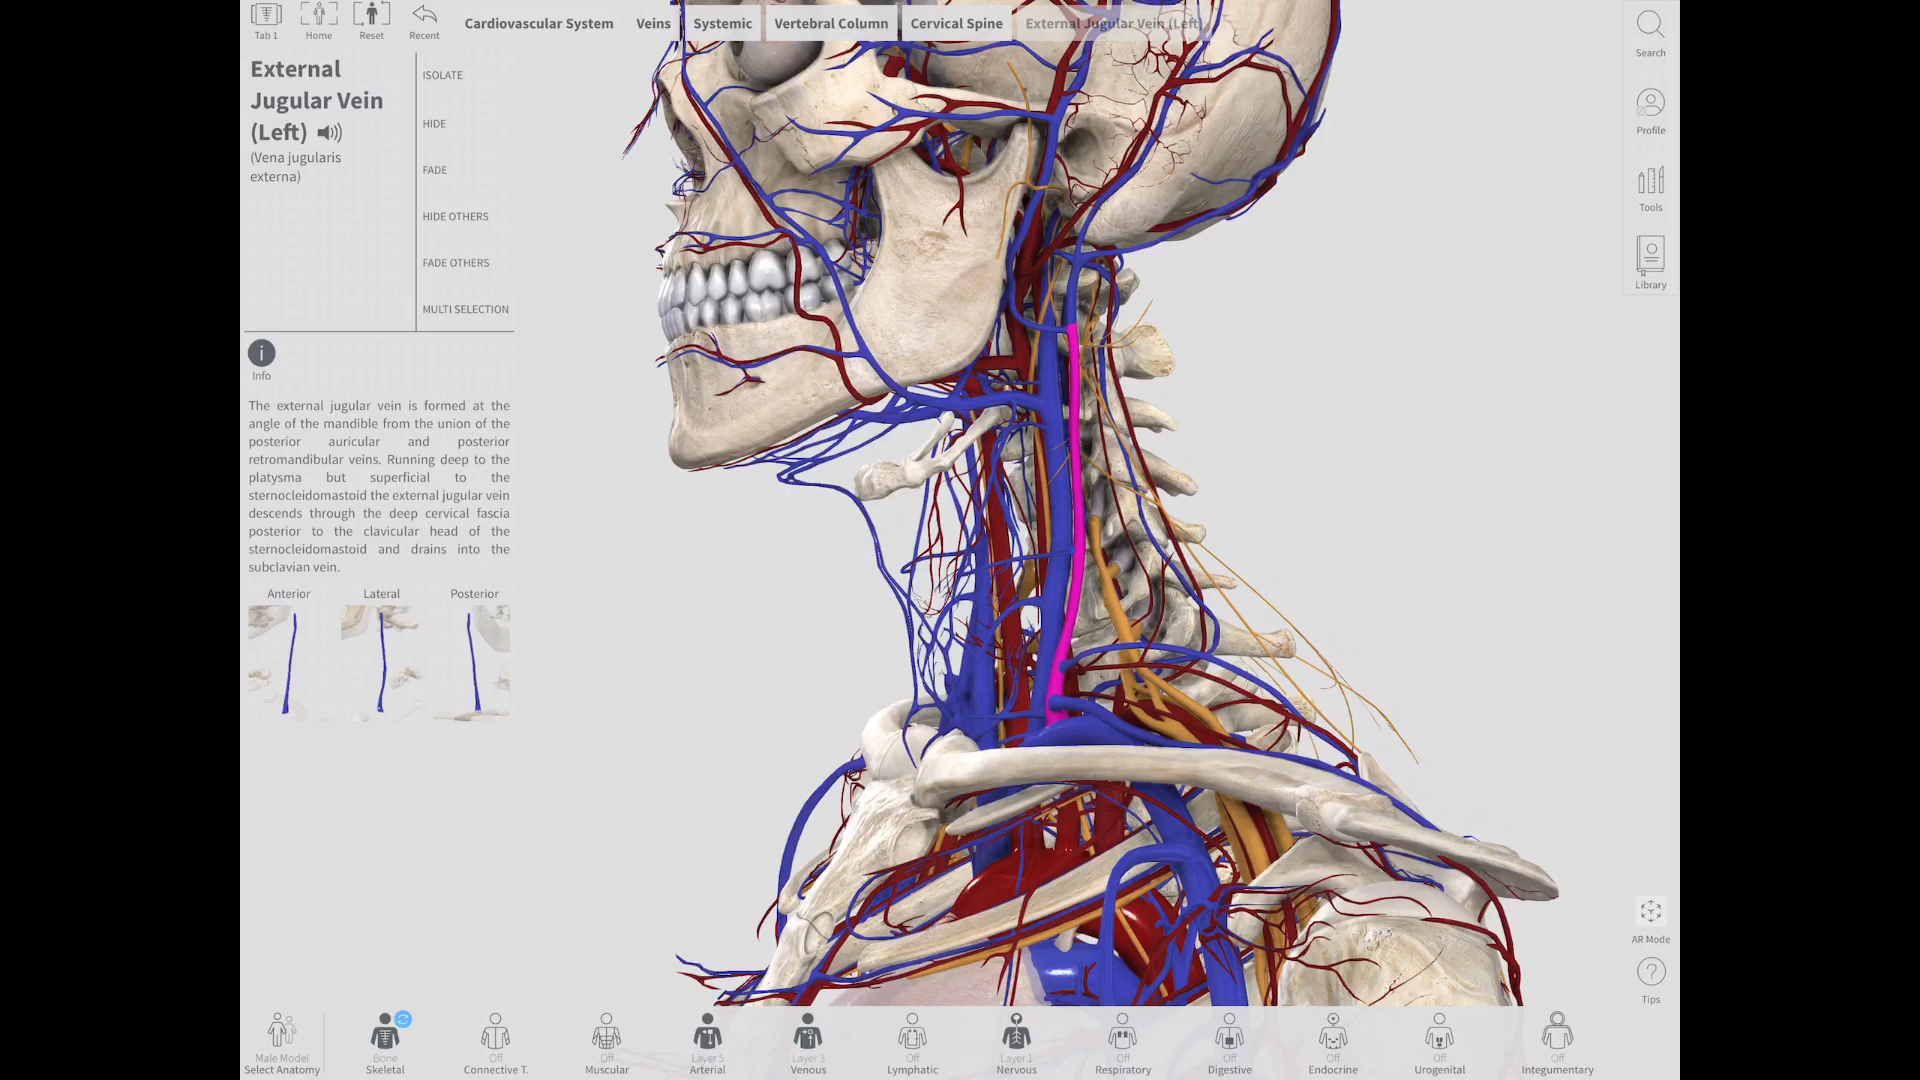 Tab 1
Home
Reset
Recent
Cardiovascular System
Veins
Systemic
Vertebral Column
Cervical Spine
External Jugular Vein (Left)
External
Jugular Vein
(Left)
(Vena jugularis
externa)
ISOLATE
HIDE
FADE
HIDE OTHERS
FADE OTHERS
MULTI SELECTION
i
Info
The external jugular vein is formed at the
angle of the mandible from the union of the
posterior auricular and posterior
retromandibular veins. Running deep to the
platysma but superficial to the
sternocleidomastoid the external jugular vein
descends through the deep cervical fascia
posterior to the clavicular head of the
sternocleidomastoid and drains into the
subclavian vein.
Anterior
Lateral
Posterior
Search
Profile
Tools
Library
AR Mode
?
Tips
Male Model
Select Anatomy
Bone
Skeletal
Off
Connective T.
Off
Muscular
Layer 5
Arterial
Layer 3
Venous
Off
Lymphatic
Layer 1
Nervous
Off
Respiratory
Off
Digestive
Off
Endocrine
Off
Urogenital
Off
Integumentary